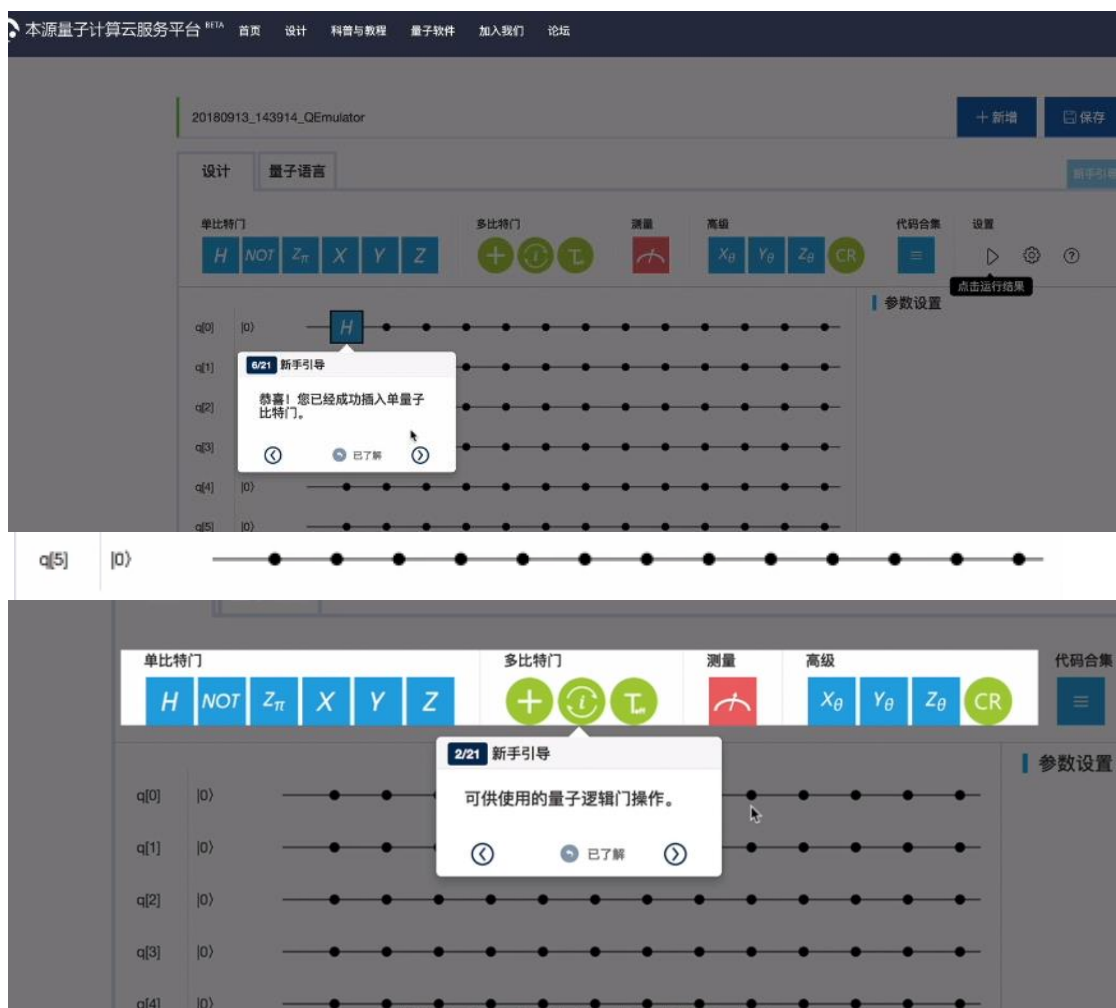 本源量子计算云服务平台 BETA 首页 设计 科普与教程 量子软件 加入我们 论坛
20180913_143914_QEmulator
+ 新增 保存
设计 量子语言 新手引导
单比特门 多比特门 测量 高级 代码合集 设置
H NOT Zπ X Y Z Xθ Yθ Zθ CR
点击运行结果
参数设置
q[0] |0⟩ H
q[1]
6/21 新手引导
q[2]
恭喜!您已经成功插入单量子
比特门。
q[3]
已了解
q[4] |0⟩
q[5] |0⟩
q[5] |0⟩
单比特门 多比特门 测量 高级 代码合集
H NOT Zπ X Y Z i Xθ Yθ Zθ CR
2/21 新手引导
参数设置
q[0] |0⟩
可供使用的量子逻辑门操作。
q[1] |0⟩
已了解
q[2] |0⟩
q[3] |0⟩
q[4] |0⟩